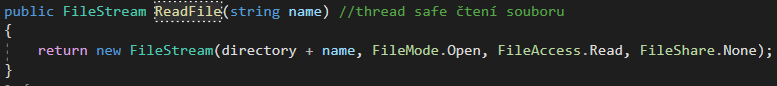 public FileStream ReadFile(string name) //thread safe čtení souboru
{
return new FileStream(directory + name, FileMode.Open, FileAccess.Read, FileShare.None);
}